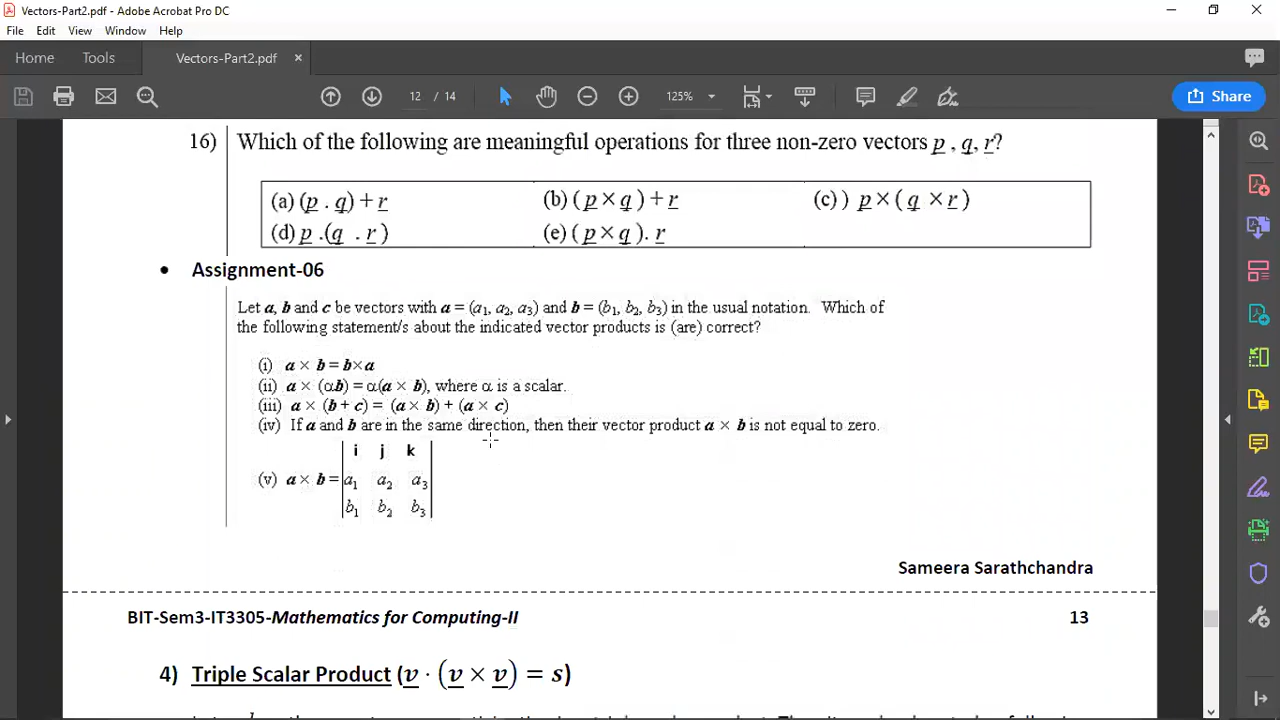 Vectors-Part2.pdf - Adobe Acrobat Pro DC
File Edit View Window Help
Home Tools Vectors-Part2.pdf ×
12 / 14 125% Share
16) Which of the following are meaningful operations for three non-zero vectors p , q, r?
(a) (p . q) + r (b) ( p × q ) + r (c) ) p × ( q × r )
(d) p .(q . r ) (e) ( p × q ). r
• Assignment-06
Let a, b and c be vectors with a = (a₁, a₂, a₃) and b = (b₁, b₂, b₃) in the usual notation. Which of
the following statement/s about the indicated vector products is (are) correct?
(i) a × b = b×a
(ii) a × (αb) = α(a × b), where α is a scalar.
(iii) a × (b + c) = (a × b) + (a × c)
(iv) If a and b are in the same direction, then their vector product a × b is not equal to zero.
i j k
(v) a × b = a₁ a₂ a₃
b₁ b₂ b₃
Sameera Sarathchandra
BIT-Sem3-IT3305-Mathematics for Computing-II 13
4) Triple Scalar Product (v · (v × v) = s)